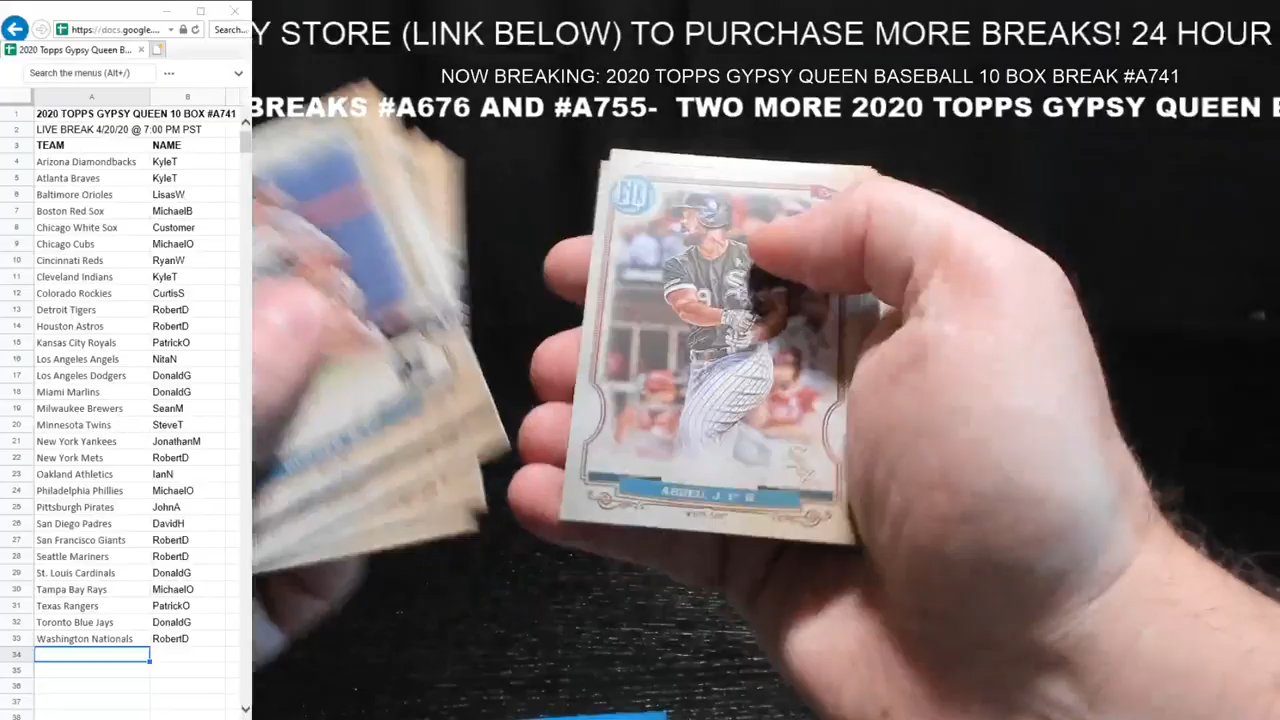 https://docs.google....
Search...
2020 Topps Gypsy Queen B...
Search the menus (Alt+/)
A B
1 2020 TOPPS GYPSY QUEEN 10 BOX #A741
2 LIVE BREAK 4/20/20 @ 7:00 PM PST
3 TEAM NAME
4 Arizona Diamondbacks KyleT
5 Atlanta Braves KyleT
6 Baltimore Orioles LisasW
7 Boston Red Sox MichaelB
8 Chicago White Sox Customer
9 Chicago Cubs MichaelO
10 Cincinnati Reds RyanW
11 Cleveland Indians KyleT
12 Colorado Rockies CurtisS
13 Detroit Tigers RobertD
14 Houston Astros RobertD
15 Kansas City Royals PatrickO
16 Los Angeles Angels NitaN
17 Los Angeles Dodgers DonaldG
18 Miami Marlins DonaldG
19 Milwaukee Brewers SeanM
20 Minnesota Twins SteveT
21 New York Yankees JonathanM
22 New York Mets RobertD
23 Oakland Athletics IanN
24 Philadelphia Phillies MichaelO
25 Pittsburgh Pirates JohnA
26 San Diego Padres DavidH
27 San Francisco Giants RobertD
28 Seattle Mariners RobertD
29 St. Louis Cardinals DonaldG
30 Tampa Bay Rays MichaelO
31 Texas Rangers PatrickO
32 Toronto Blue Jays DonaldG
33 Washington Nationals RobertD
34
35
36
37
38
Y STORE (LINK BELOW) TO PURCHASE MORE BREAKS! 24 HOUR
NOW BREAKING: 2020 TOPPS GYPSY QUEEN BASEBALL 10 BOX BREAK #A741
BREAKS #A676 AND #A755- TWO MORE 2020 TOPPS GYPSY QUEEN
GQ